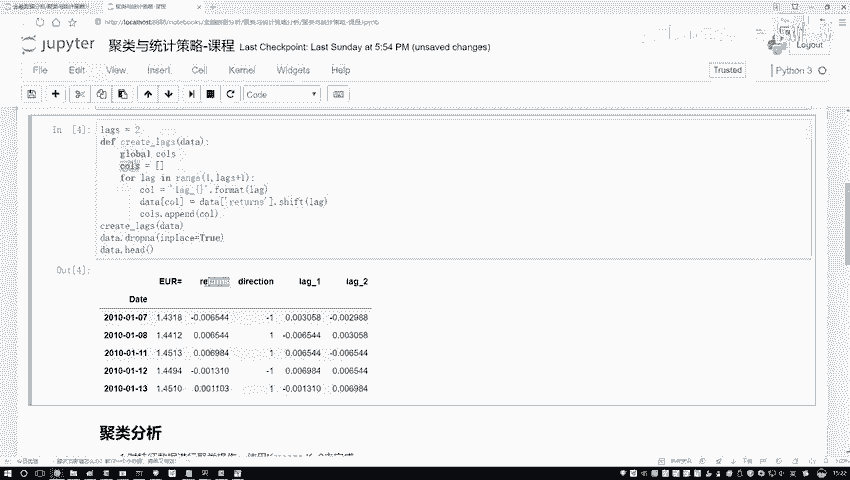 http://localhost
jupyter 聚类与统计策略-课程 Last Checkpoint: Last Sunday at 5:54 PM (unsaved changes)
Logout
File Edit View Insert Cell Kernel Widgets Help
Trusted
Python 3
Code
In [4]:
lags = 2
def create_lags(data):
global cols
cols = []
for lag in range(1,lags+1):
col = 'lag_{}'.format(lag)
data[col] = data['returns'].shift(lag)
cols.append(col)
create_lags(data)
data.dropna(inplace=True)
data.head()
Out[4]:
EUR= returns direction lag_1 lag_2
Date
2010-01-07 1.4318 -0.006544 -1 0.003058 -0.002988
2010-01-08 1.4412 0.006544 1 -0.006544 0.003058
2010-01-11 1.4513 0.006984 1 0.006544 -0.006544
2010-01-12 1.4494 -0.001310 -1 0.006984 0.006544
2010-01-13 1.4510 0.001103 1 -0.001310 0.006984
聚类分析
15:22